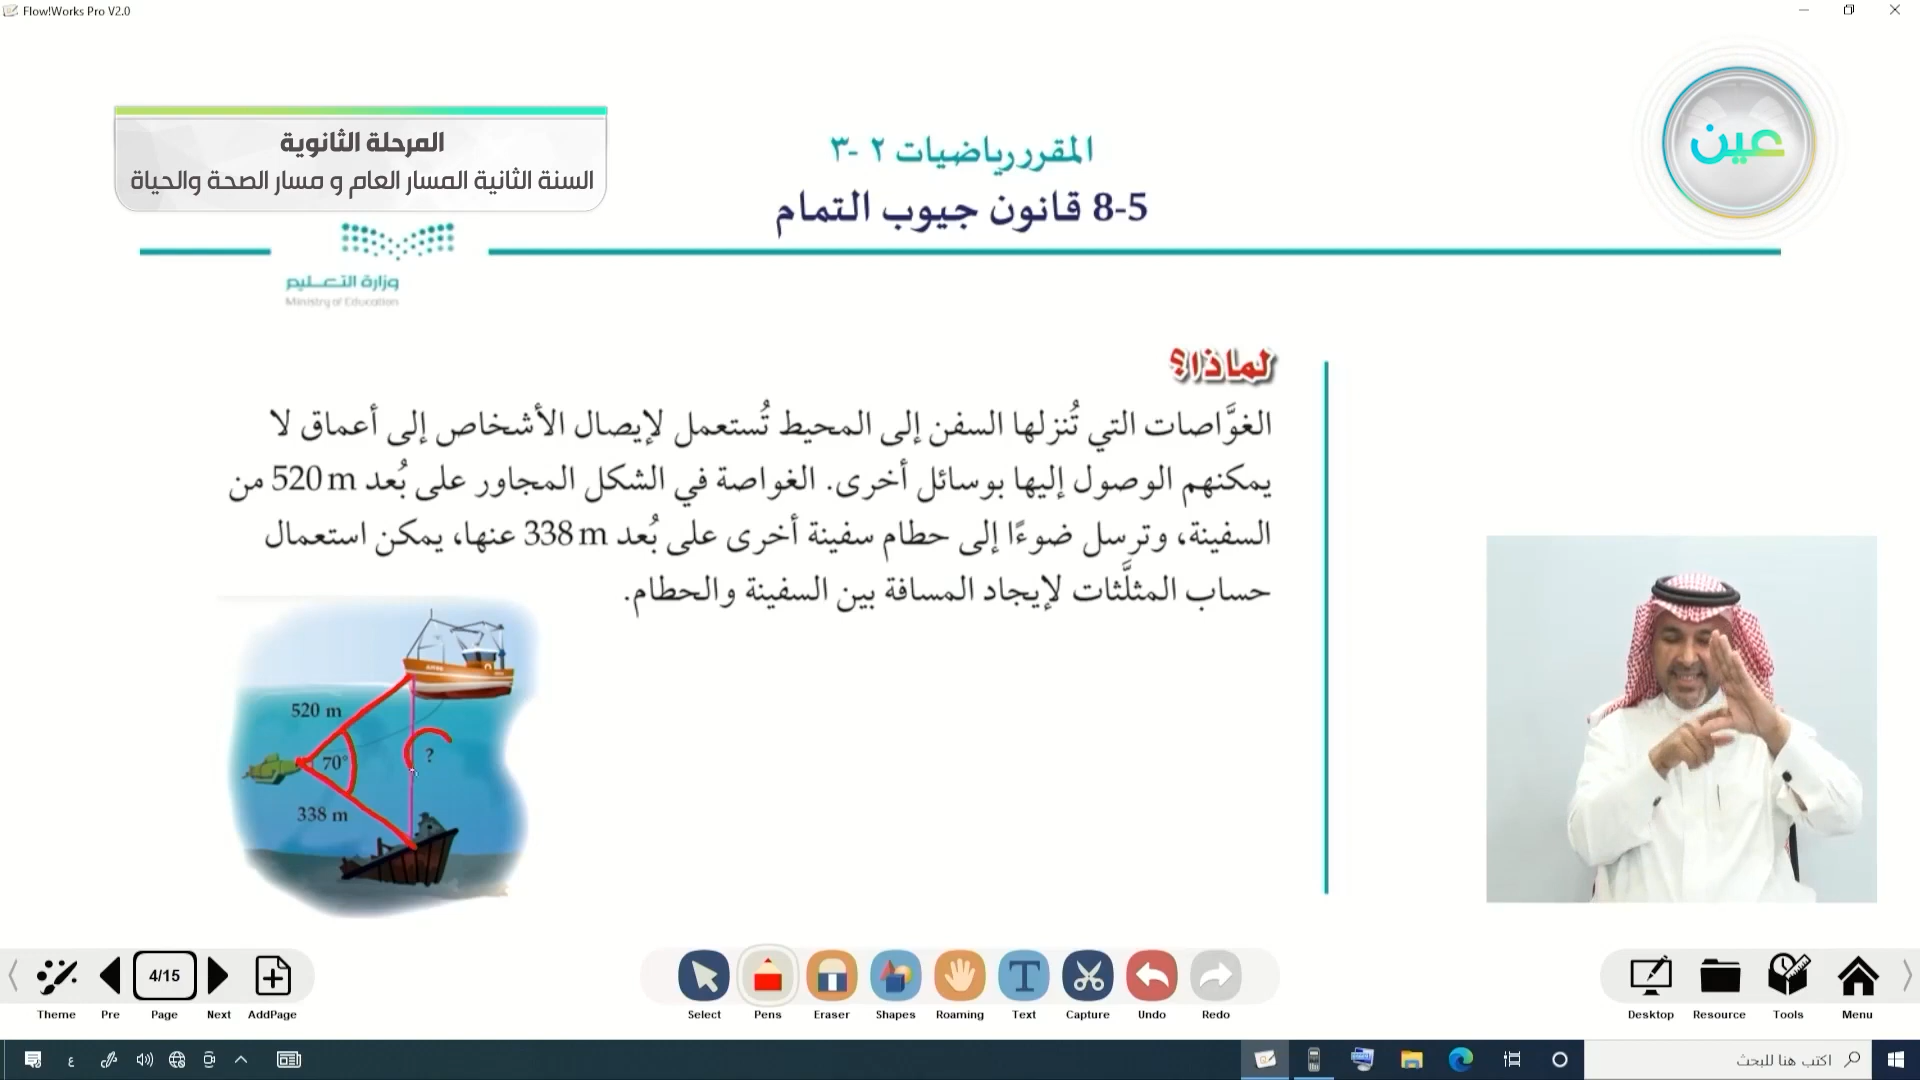 Flow!Works Pro V2.0
المرحلة الثانوية
السنة الثانية المسار العام و مسار الصحة والحياة
المقرر رياضيات ٢ -٣
8-5 قانون جيوب التمام
عين
وزارة التعليم
Ministry of Education
لماذا؟
الغوَّاصات التي تُنزلها السفن إلى المحيط تُستعمل لإيصال الأشخاص إلى أعماق لا
يمكنهم الوصول إليها بوسائل أخرى. الغواصة في الشكل المجاور على بُعد 520 m من
السفينة، وترسل ضوءًا إلى حطام سفينة أخرى على بُعد 338 m عنها، يمكن استعمال
حساب المثلَّثات لإيجاد المسافة بين السفينة والحطام.
520 m
70°
?
338 m
4/15
Theme Pre Page Next AddPage
Select Pens Eraser Shapes Roaming Text Capture Undo Redo
Desktop Resource Tools Menu
ع
اكتب هنا للبحث